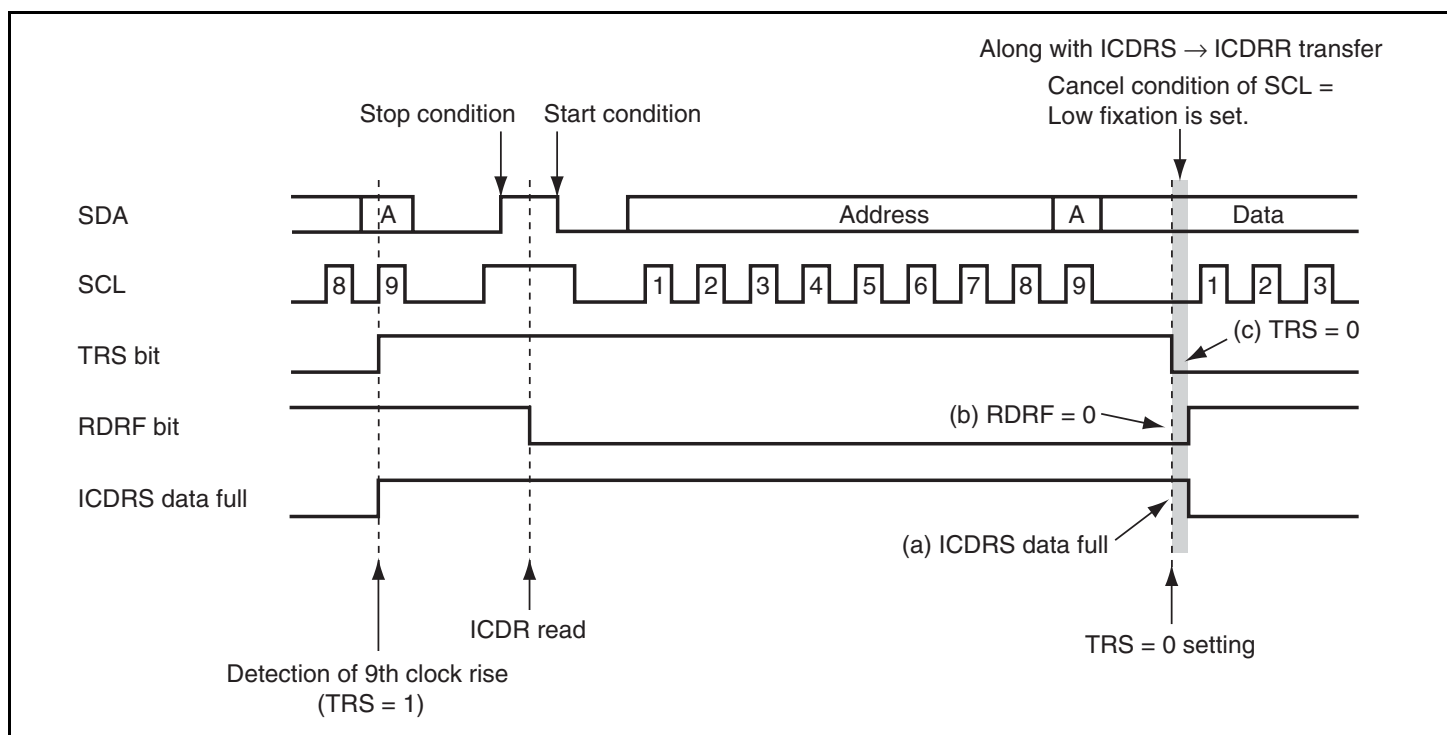 Along with ICDRS → ICDRR transfer
Cancel condition of SCL =
Low fixation is set.
Stop condition
Start condition
SDA
A
Address
A
Data
SCL
8
9
1
2
3
4
5
6
7
8
9
1
2
3
TRS bit
(c) TRS = 0
RDRF bit
(b) RDRF = 0
ICDRS data full
(a) ICDRS data full
ICDR read
TRS = 0 setting
Detection of 9th clock rise
(TRS = 1)